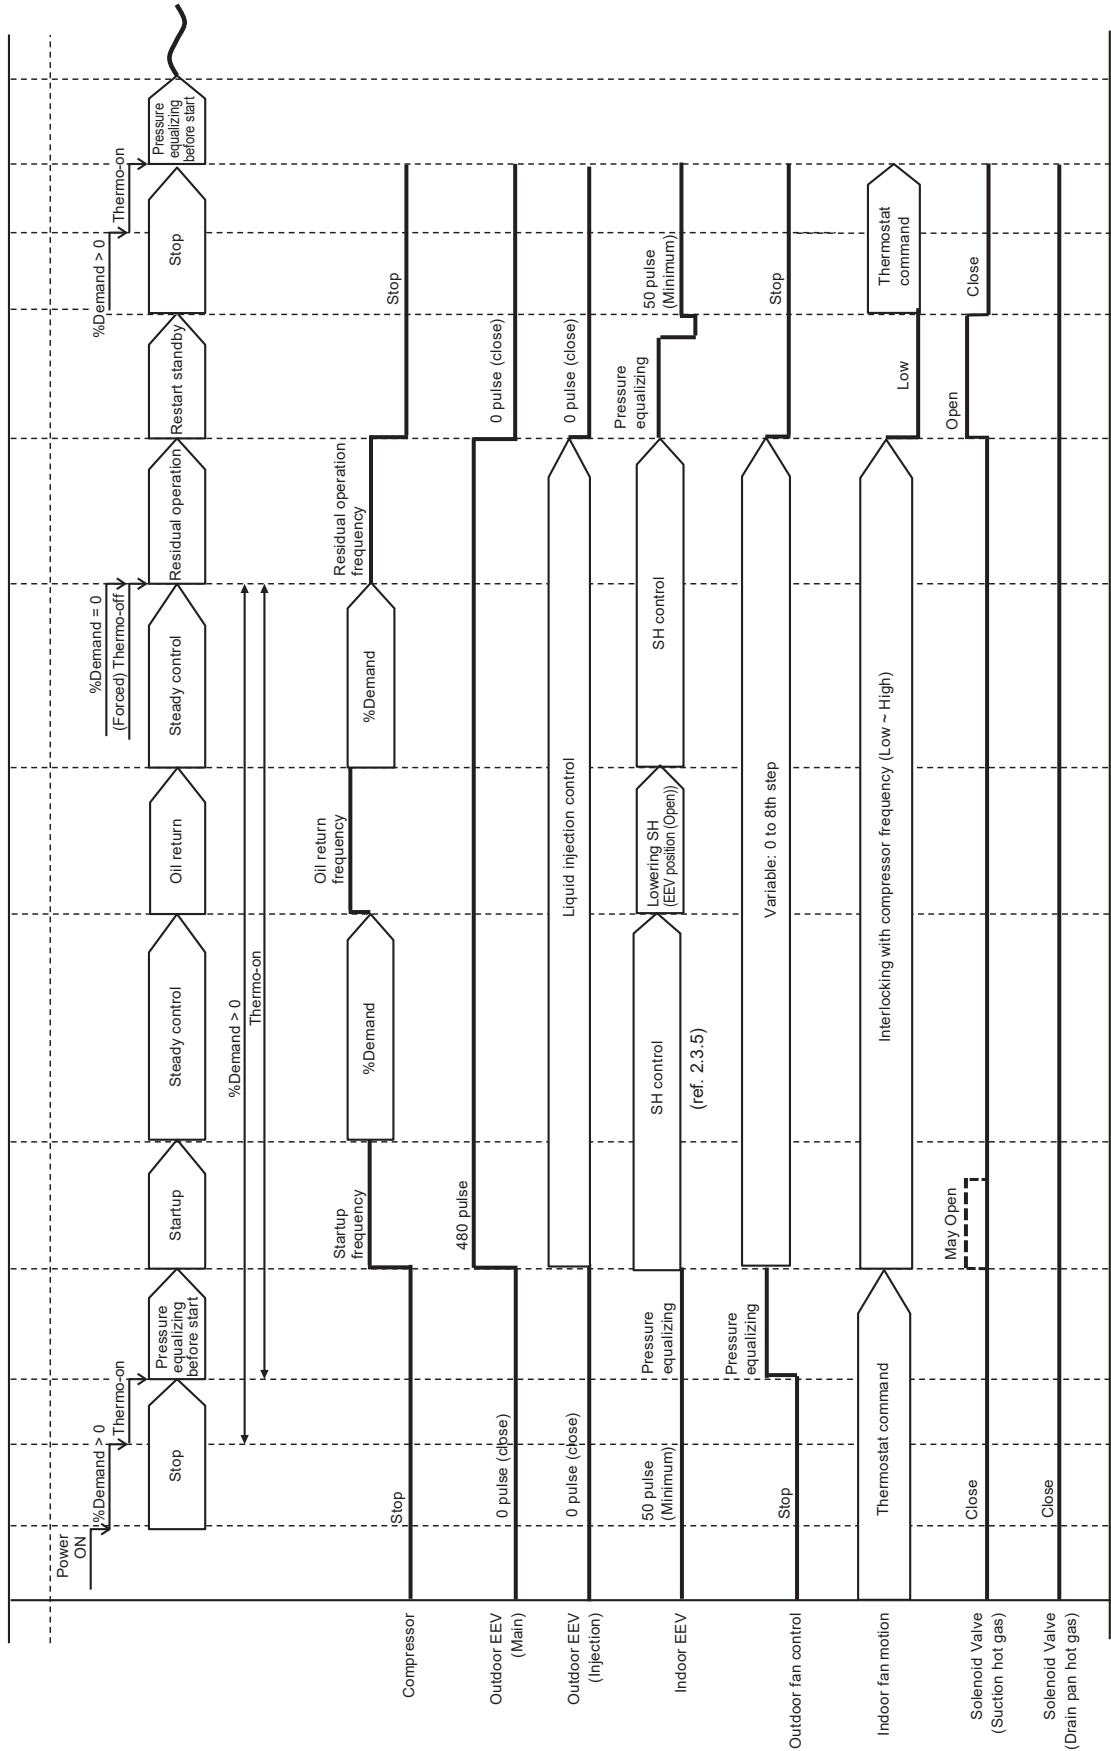 Power
ON
%Demand > 0
Thermo-on
%Demand = 0
(Forced) Thermo-off
%Demand > 0
Thermo-on
Stop
Pressure
equalizing
before start
Startup
Steady control
Oil return
Steady control
Residual operation
Restart standby
Stop
Pressure
equalizing
before start
%Demand > 0
Thermo-on
Compressor
Stop
Startup
frequency
%Demand
Oil return
frequency
%Demand
Residual operation
frequency
Stop
Outdoor EEV
(Main)
0 pulse (close)
480 pulse
0 pulse (close)
Outdoor EEV
(Injection)
0 pulse (close)
Liquid injection control
0 pulse (close)
Indoor EEV
50 pulse
(Minimum)
Pressure
equalizing
SH control
(ref. 2.3.5)
Lowering SH
(EEV position (Open))
SH control
Pressure
equalizing
50 pulse
(Minimum)
Outdoor fan control
Stop
Pressure
equalizing
Variable: 0 to 8th step
Stop
Indoor fan motion
Thermostat command
Interlocking with compressor frequency (Low ~ High)
Low
Thermostat
command
Solenoid Valve
(Suction hot gas)
Close
May Open
Open
Close
Solenoid Valve
(Drain pan hot gas)
Close